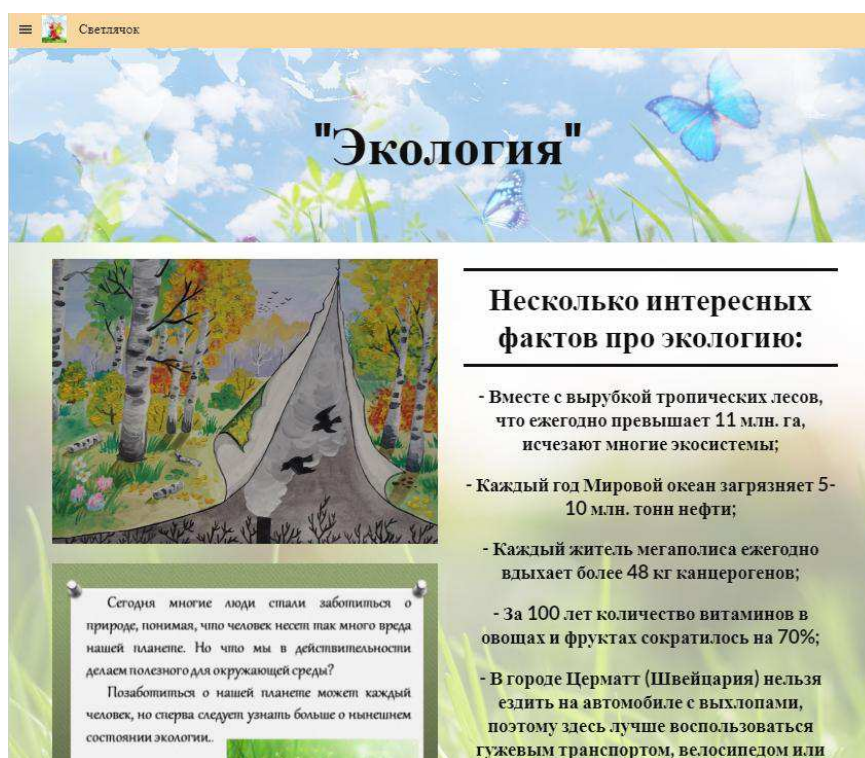 Светлячок
"Экология"
Сегодня многие люди стали заботиться о
природе, понимая, что человек несет так много вреда
нашей планете. Но что мы в действительности
делаем полезного для окружающей среды?
Позаботиться о нашей планете может каждый
человек, но сперва следует узнать больше о нынешнем
состоянии экологии..
Несколько интересных
фактов про экологию:
- Вместе с вырубкой тропических лесов,
что ежегодно превышает 11 млн. га,
исчезают многие экосистемы;
- Каждый год Мировой океан загрязняет 5-
10 млн. тонн нефти;
- Каждый житель мегаполиса ежегодно
вдыхает более 48 кг канцерогенов;
- За 100 лет количество витаминов в
овощах и фруктах сократилось на 70%;
- В городе Церматт (Швейцария) нельзя
ездить на автомобиле с выхлопами,
поэтому здесь лучше воспользоваться
гужевым транспортом, велосипедом или